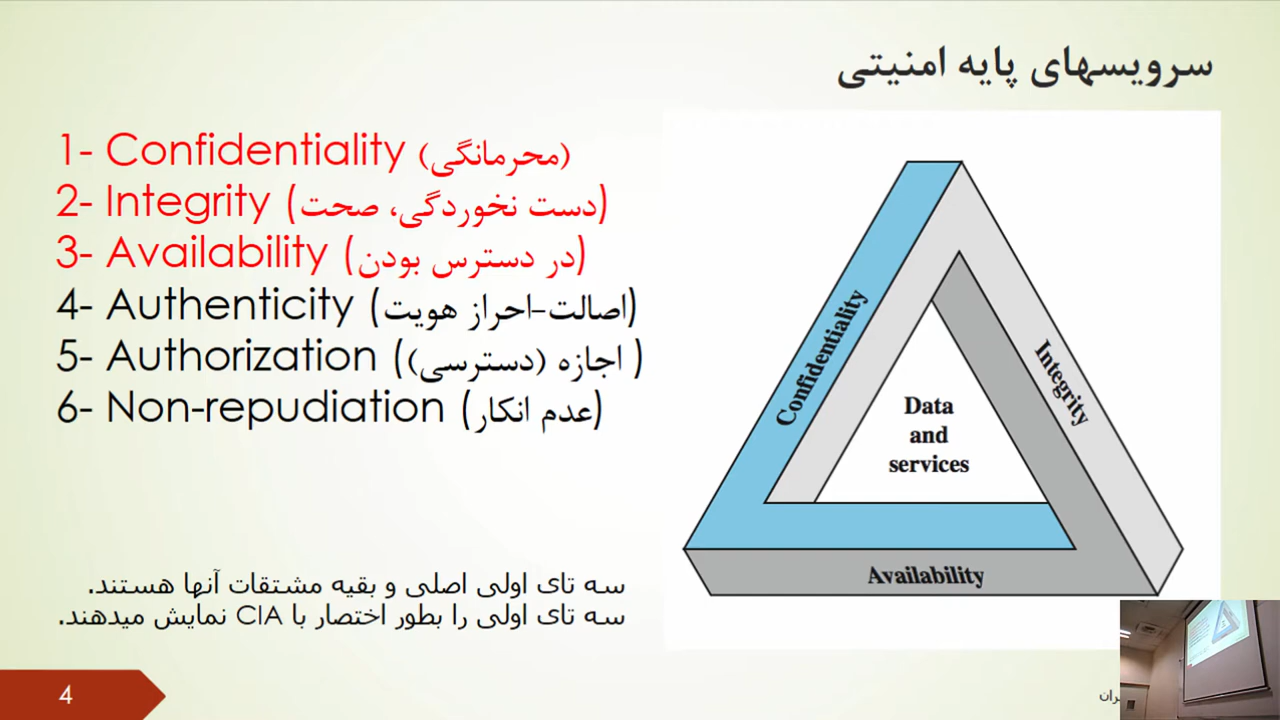 سرویسهای پایه امنیتی
1- Confidentiality (محرمانگی)
2- Integrity (دست نخوردگی، صحت)
3- Availability (در دسترس بودن)
4- Authenticity (اصالت-احراز هویت)
5- Authorization (اجازه (دسترسی))
6- Non-repudiation (عدم انکار)
Confidentiality
Integrity
Data
and
services
Availability
سه تای اولی اصلی و بقیه مشتقات آنها هستند.
سه تای اولی را بطور اختصار با CIA نمایش میدهند.
4